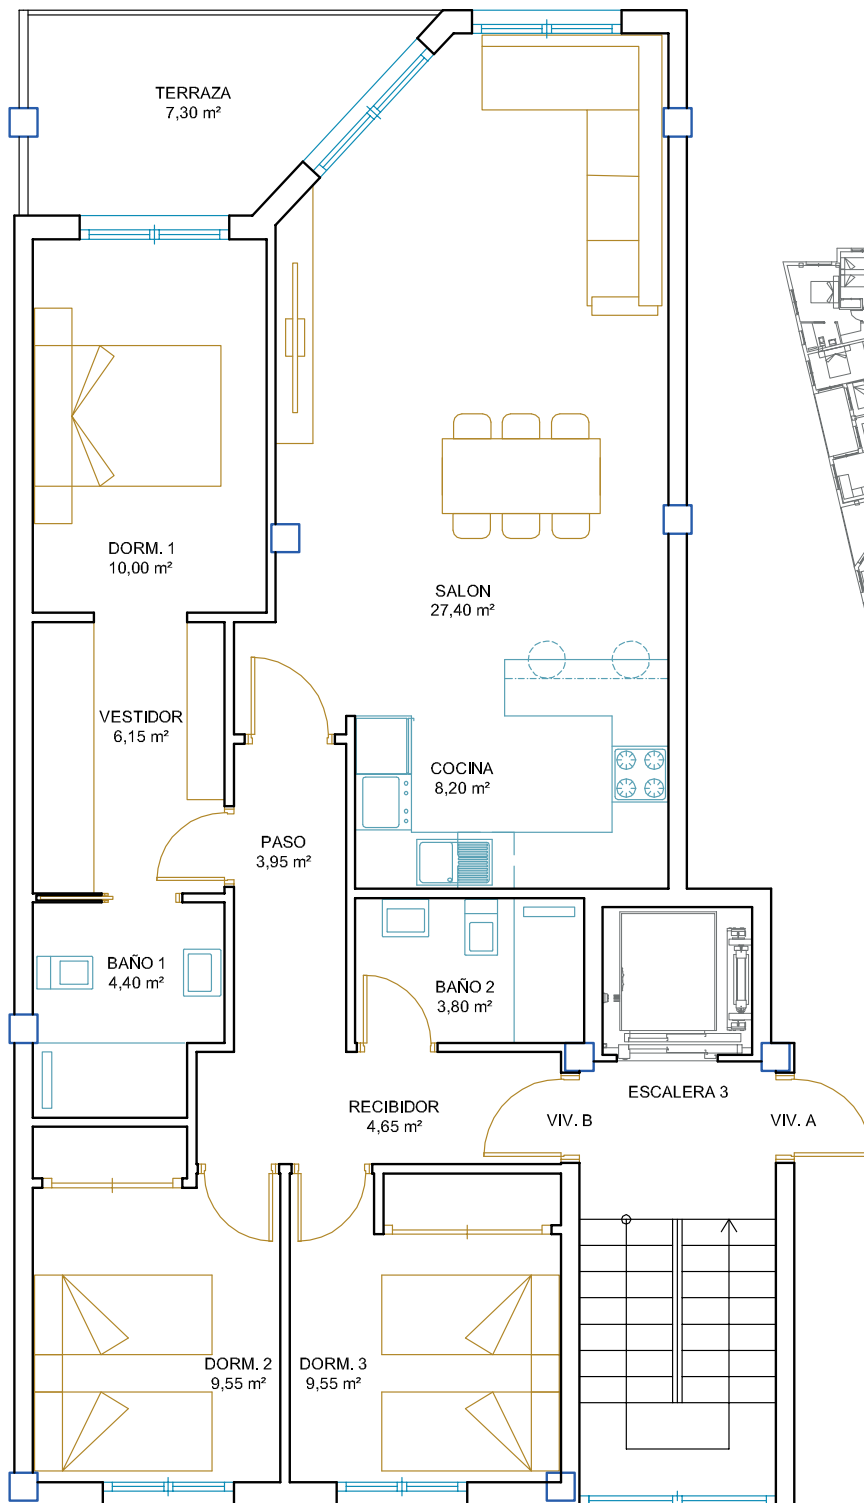 TERRAZA
7,30 m²
DORM. 1
10,00 m²
SALON
27,40 m²
VESTIDOR
6,15 m²
COCINA
8,20 m²
PASO
3,95 m²
BAÑO 1
4,40 m²
BAÑO 2
3,80 m²
ESCALERA 3
RECIBIDOR
4,65 m²
VIV. B
VIV. A
DORM. 2
9,55 m²
DORM. 3
9,55 m²